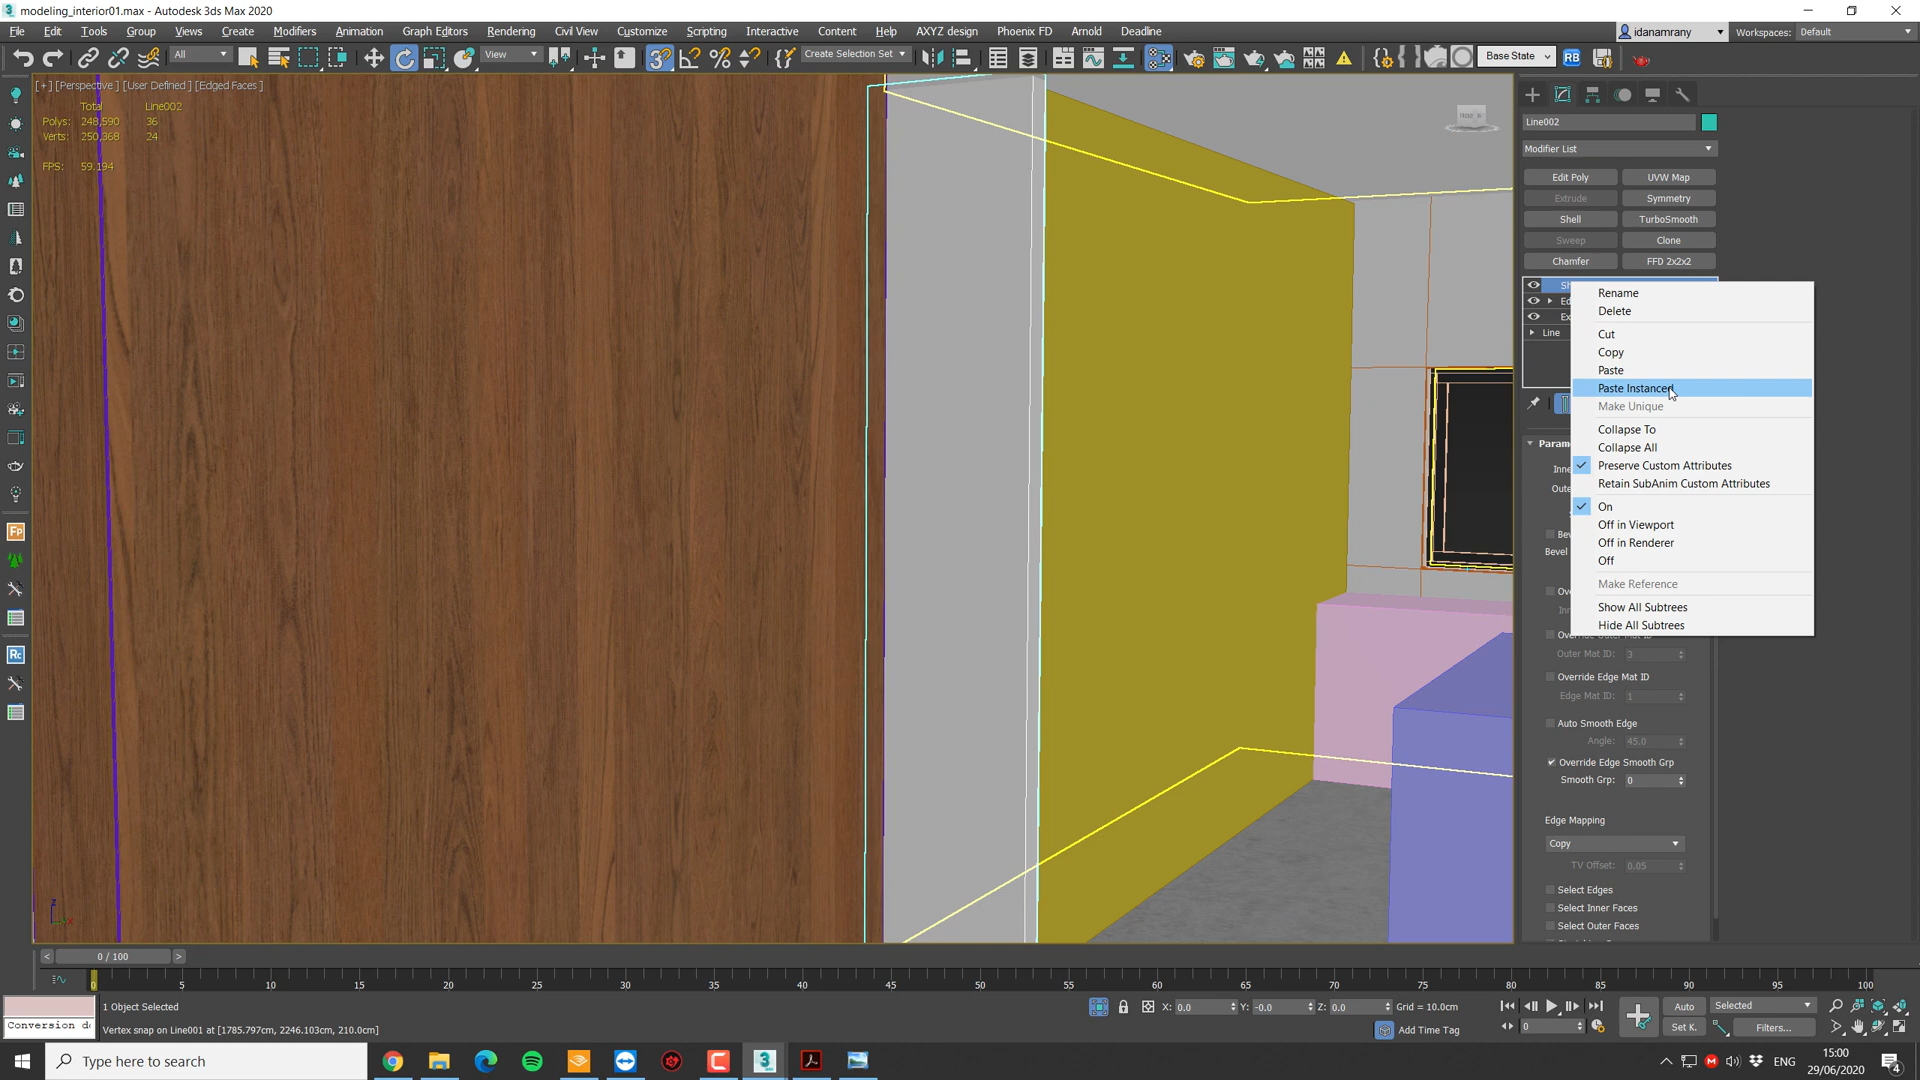 modeling_interior01.max - Autodesk 3ds Max 2020
File Edit Tools Group Views Create Modifiers Animation Graph Editors Rendering Civil View Customize Scripting Interactive Content Help AXYZ design Phoenix FD Arnold Deadline
idanamrany Workspaces: Default
All View Create Selection Set Base State RB
[+] [Perspective ] [User Defined ] [Edged Faces ]
Total Line002
Polys: 248,590 36
Verts: 250,368 24
FPS: 59.194
Line002
Modifier List
Edit Poly UVW Map
Extrude Symmetry
Shell TurboSmooth
Sweep Clone
Chamfer FFD 2x2x2
Line
Rename
Delete
Cut
Copy
Paste
Paste Instanced
Make Unique
Collapse To
Collapse All
Preserve Custom Attributes
Retain SubAnim Custom Attributes
On
Off in Viewport
Off in Renderer
Off
Make Reference
Show All Subtrees
Hide All Subtrees
Outer Mat ID: 3
Override Edge Mat ID
Edge Mat ID: 1
Auto Smooth Edge
Angle: 45.0
Override Edge Smooth Grp
Smooth Grp: 0
Edge Mapping
Copy
TV Offset: 0.05
Select Edges
Select Inner Faces
Select Outer Faces
< 0 / 100 >
0 5 10 15 20 25 30 35 40 45 50 55 60 65 70 75 80 85 90 95 100
1 Object Selected X: 0.0 Y: -0.0 Z: 0.0 Grid = 10.0cm Auto Selected
Vertex snap on Line001 at [1785.797cm, 2246.103cm, 210.0cm] Add Time Tag 0 Set K. Filters...
Type here to search
ENG 15:00
29/06/2020
4